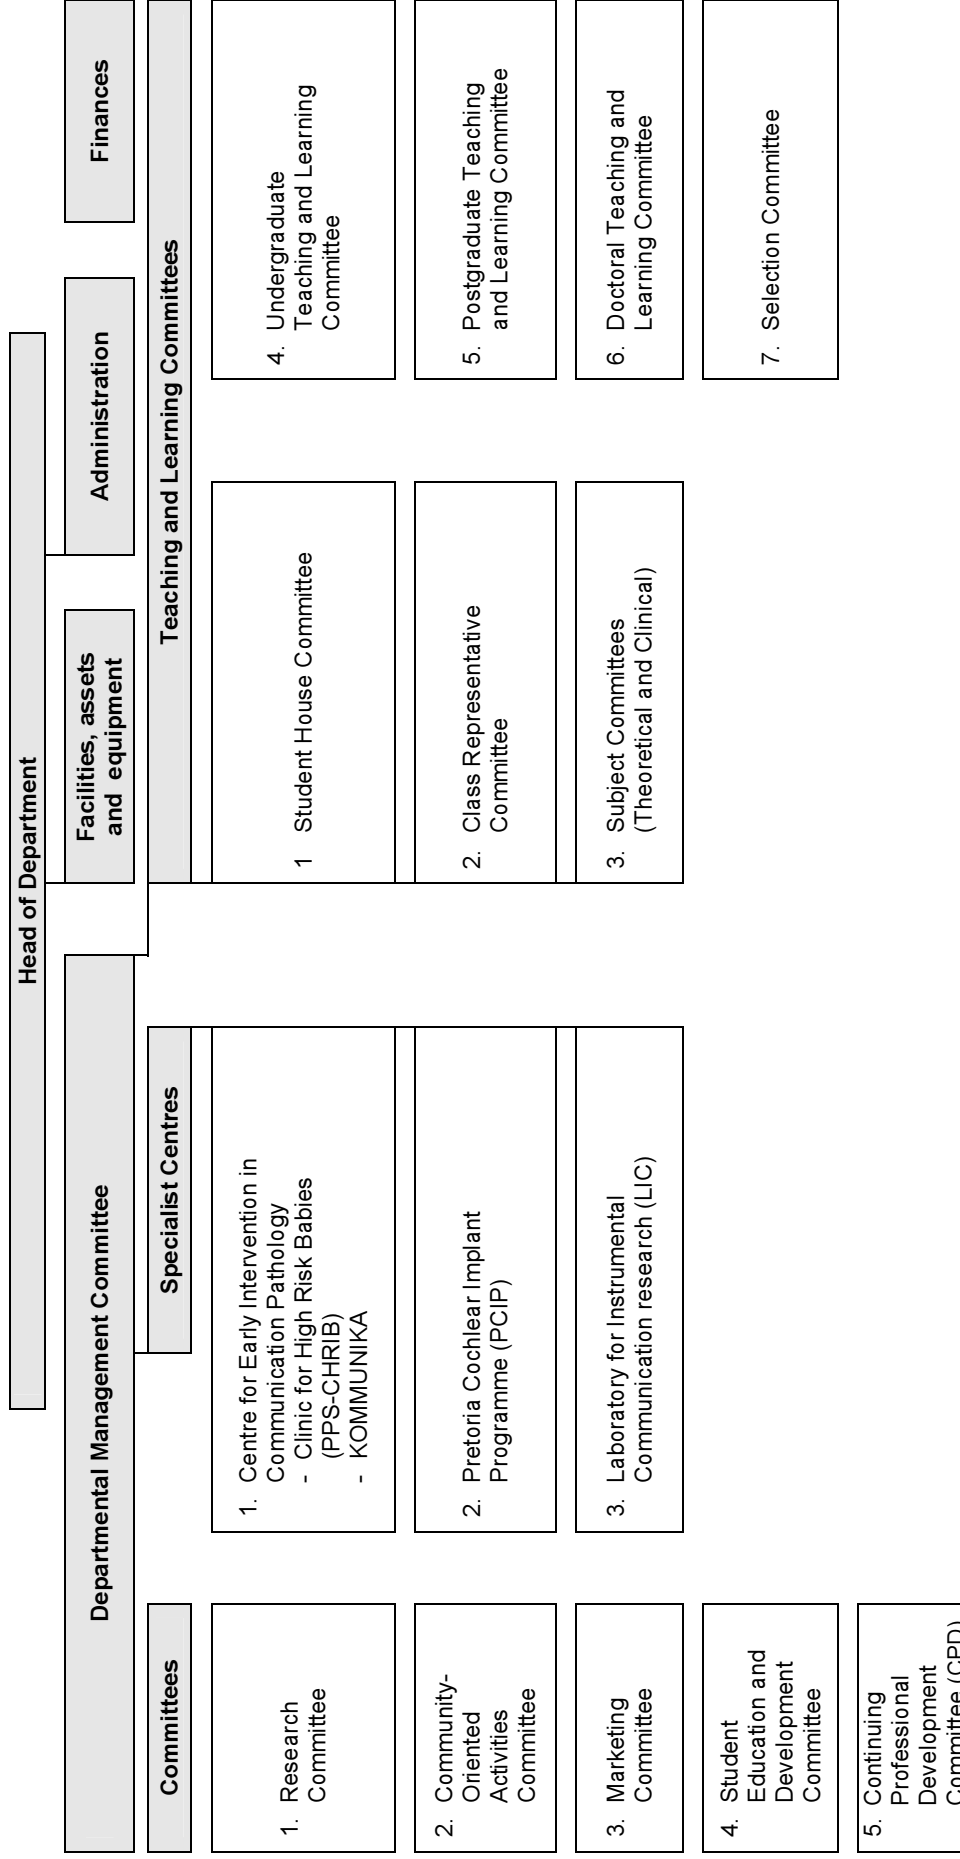 Head of Department
Departmental Management Committee
Facilities, assets
and equipment
Administration
Finances
Committees
Specialist Centres
Teaching and Learning Committees
1. Research
Committee
2. Community-
Oriented
Activities
Committee
3. Marketing
Committee
4. Student
Education and
Development
Committee
5. Continuing
Professional
Development
Committee (CPD)
1. Centre for Early Intervention in
Communication Pathology
- Clinic for High Risk Babies
(PPS-CHRIB)
- KOMMUNIKA
2. Pretoria Cochlear Implant
Programme (PCIP)
3. Laboratory for Instrumental
Communication research (LIC)
1 Student House Committee
2. Class Representative
Committee
3. Subject Committees
(Theoretical and Clinical)
4. Undergraduate
Teaching and Learning
Committee
5. Postgraduate Teaching
and Learning Committee
6. Doctoral Teaching and
Learning Committee
7. Selection Committee